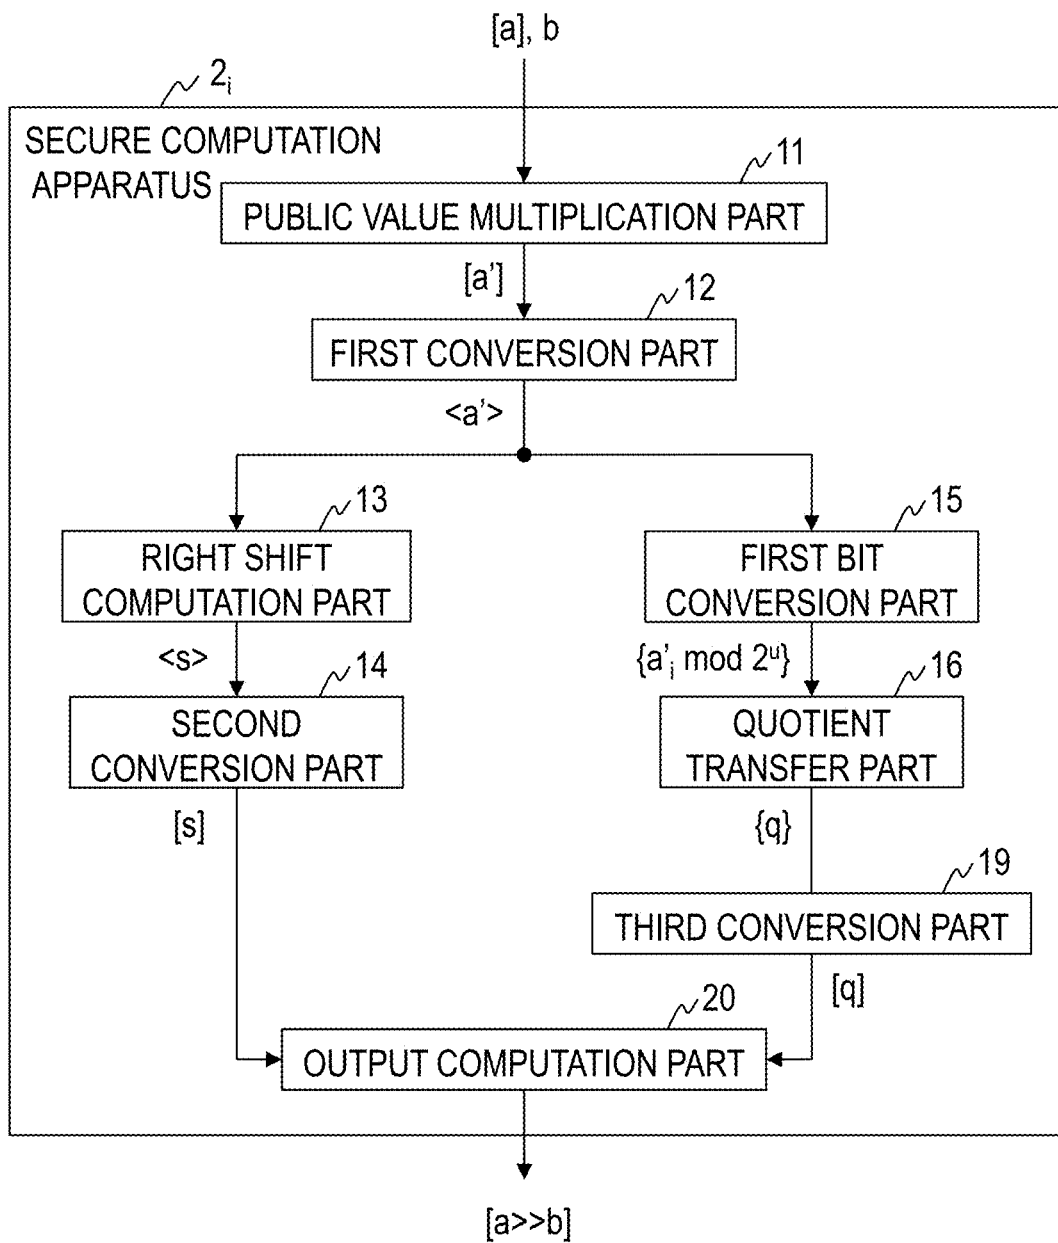 [a], b
2i
SECURE COMPUTATION
APPARATUS
11
PUBLIC VALUE MULTIPLICATION PART
[a']
12
FIRST CONVERSION PART
<a'>
13
RIGHT SHIFT
COMPUTATION PART
15
FIRST BIT
CONVERSION PART
<s>
{a'i mod 2^u}
14
SECOND
CONVERSION PART
16
QUOTIENT
TRANSFER PART
[s]
{q}
19
THIRD CONVERSION PART
[q]
20
OUTPUT COMPUTATION PART
[a>>b]